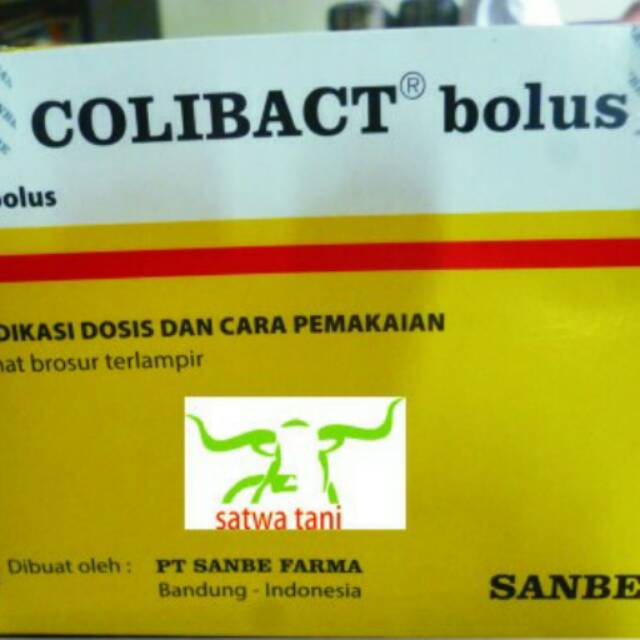 COLIBACT® bolus
bolus
DIKASI DOSIS DAN CARA PEMAKAIAN
hat brosur terlampir
satwa tani
Dibuat oleh : PT SANBE FARMA
Bandung - Indonesia
SANBE